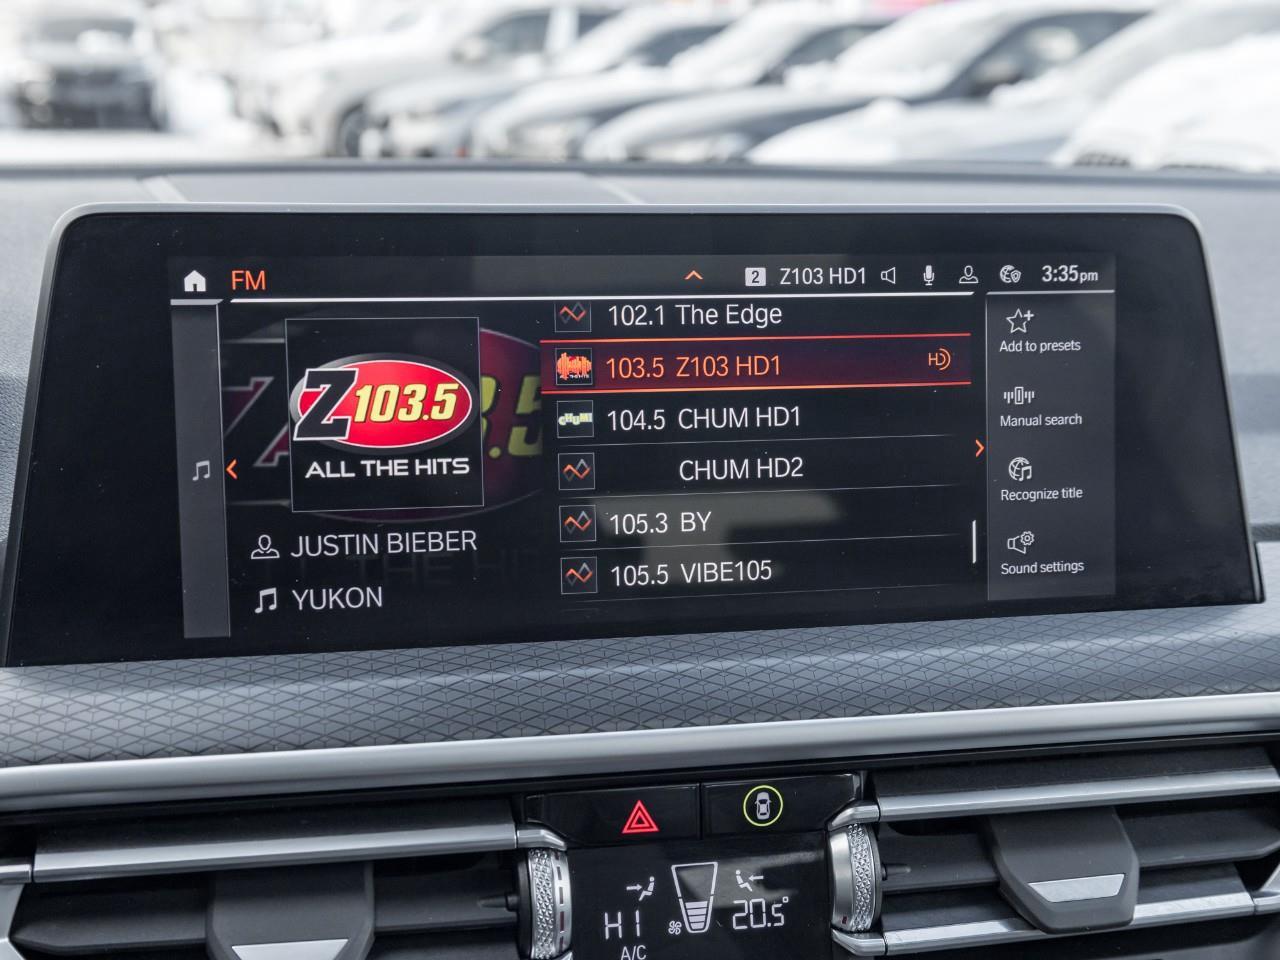 FM
2 Z103 HD1
3:35pm
Z103.5
ALL THE HITS
JUSTIN BIEBER
YUKON
102.1 The Edge
103.5 Z103 HD1 HD
104.5 CHUM HD1
CHUM HD2
105.3 BY
105.5 VIBE105
Add to presets
Manual search
Recognize title
Sound settings
HI
20.5°
A/C